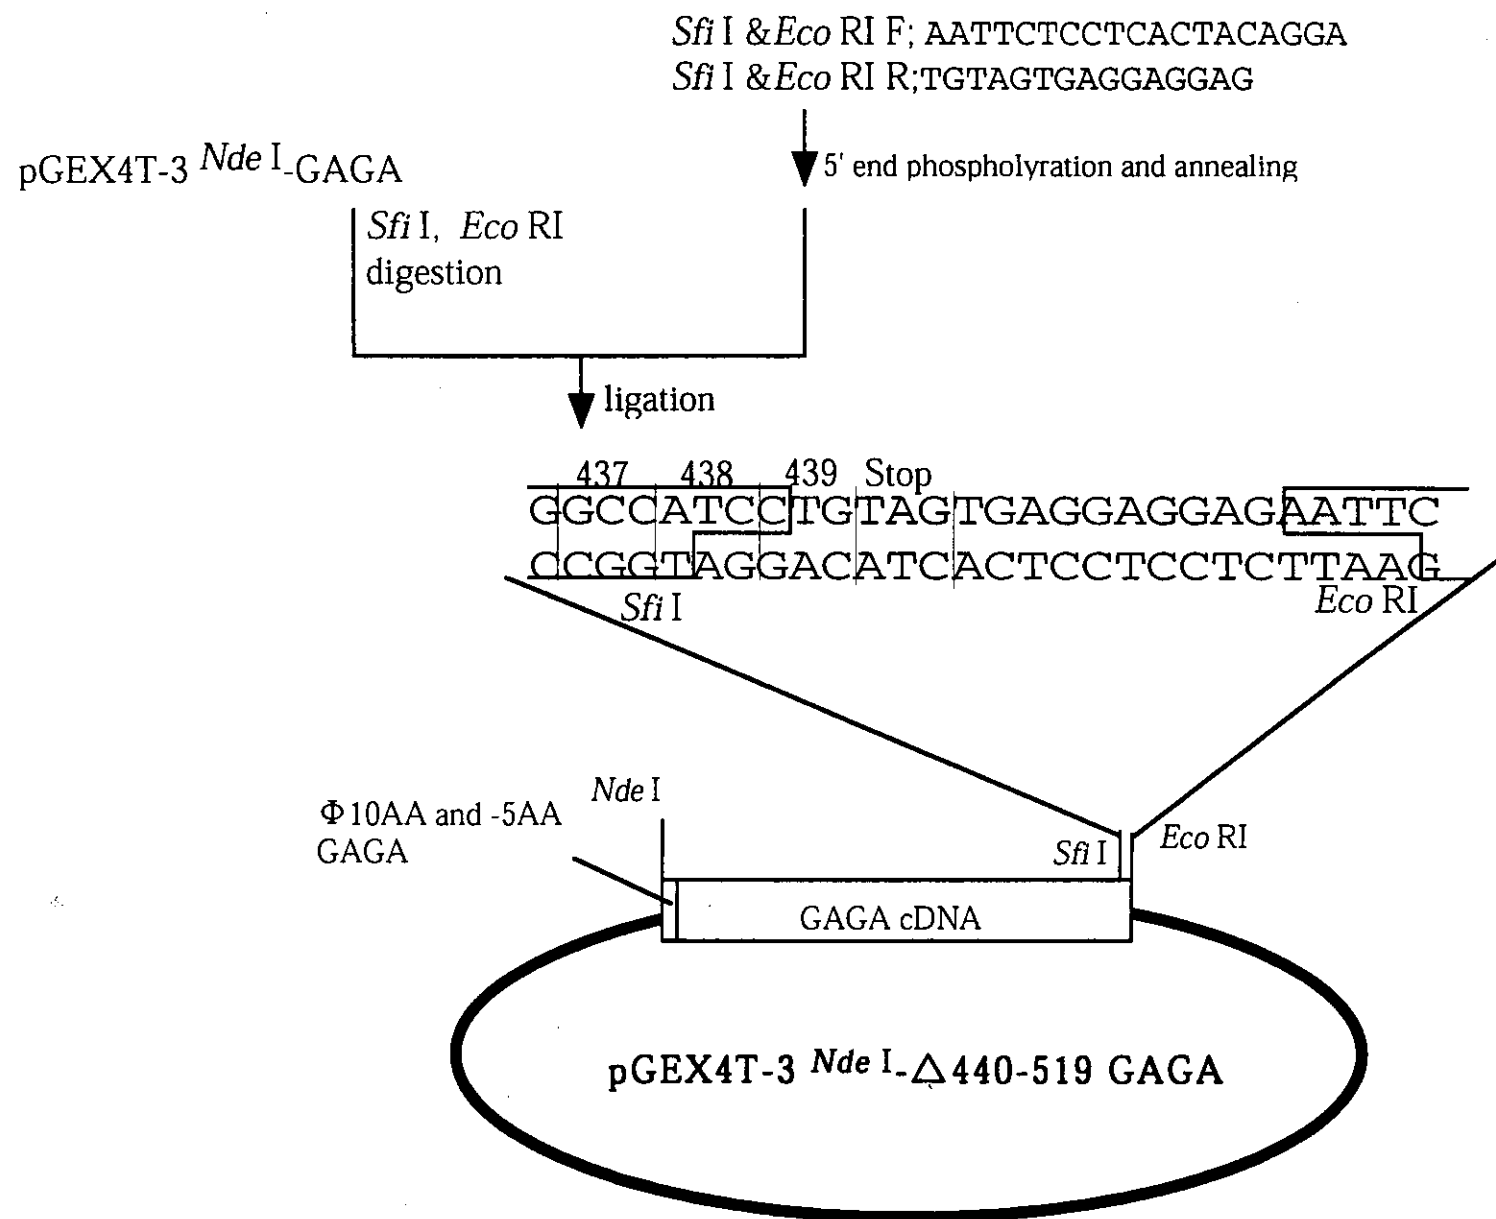 Sfi I &Eco RI F; AATTCTCCTCACTACAGGA
Sfi I &Eco RI R;TGTAGTGAGGAGGAG
5' end phospholyration and annealing
pGEX4T-3 Nde I-GAGA
Sfi I, Eco RI
digestion
ligation
437 438 439 Stop
GGCCATCCTGTAGTGAGGAGGAGAATTC
CCGGTAGGACATCACTCCTCCTCTTAAG
Sfi I
Eco RI
Nde I
Φ10AA and -5AA
GAGA
Sfi I
Eco RI
GAGA cDNA
pGEX4T-3 Nde I-Δ440-519 GAGA